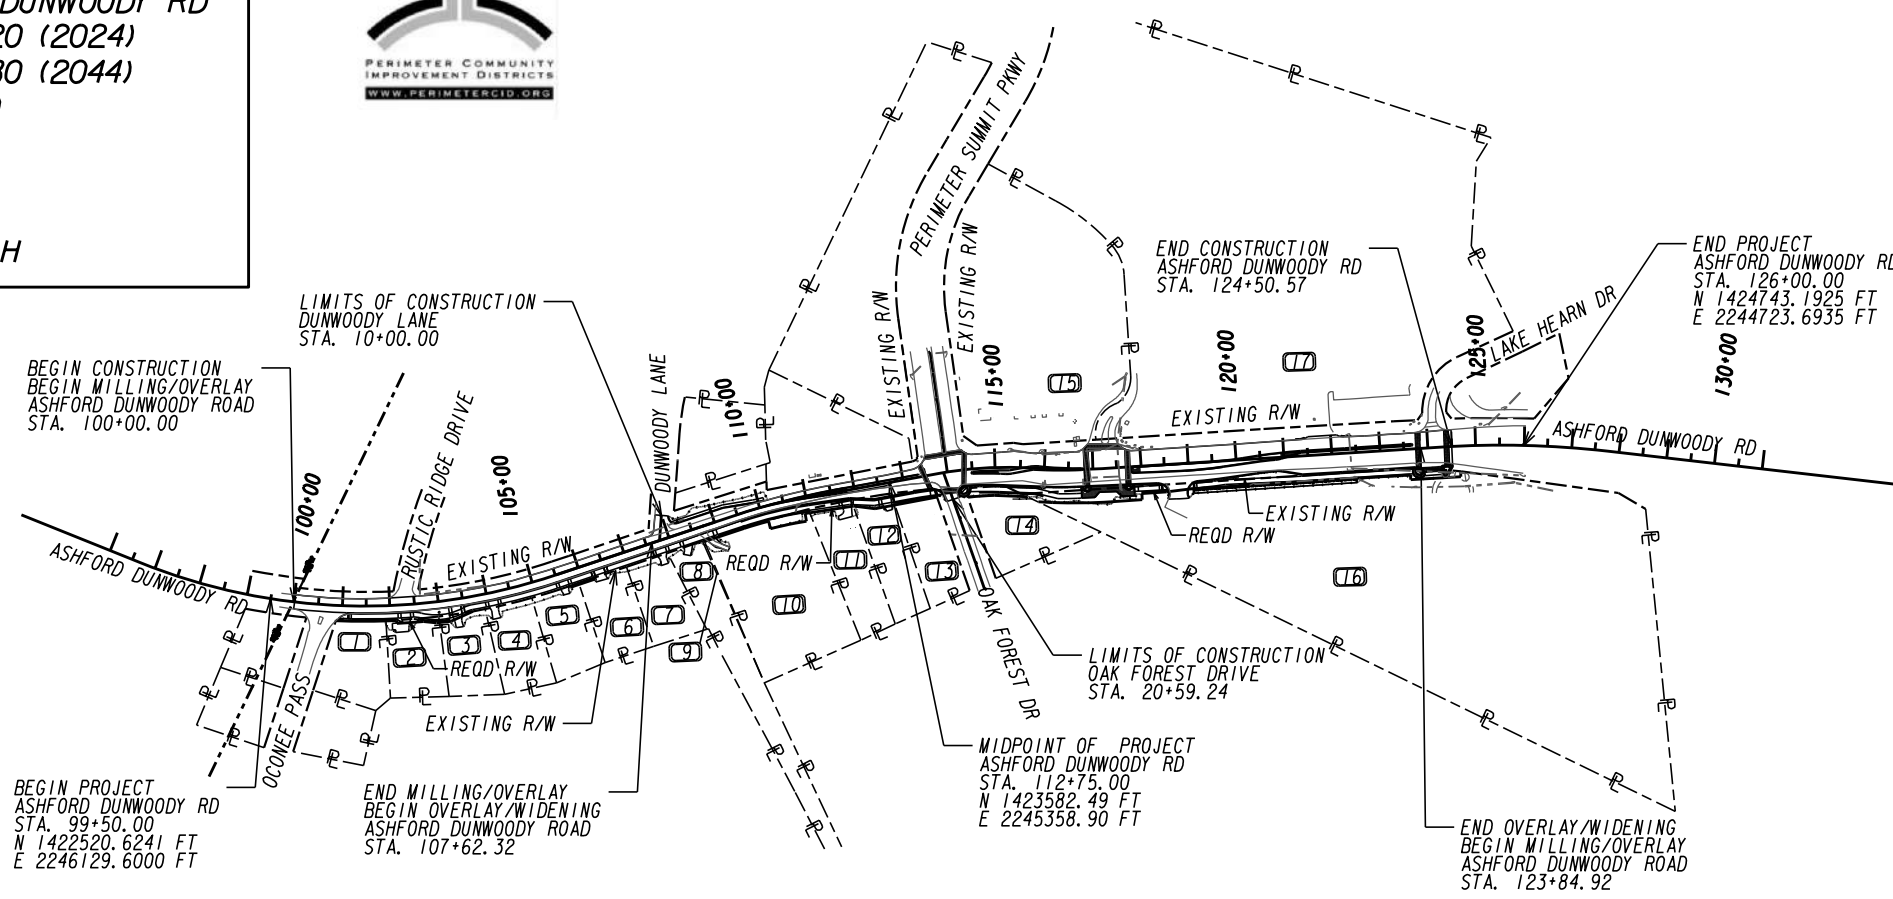 DUNWOODY RD
20 (2024)
30 (2044)
H
PERIMETER COMMUNITY
IMPROVEMENT DISTRICTS
WWW.PERIMETERCID.ORG
PERIMETER SUMMIT PKWY
EXISTING R/W
EXISTING R/W
END CONSTRUCTION
ASHFORD DUNWOODY RD
STA. 124+50.57
END PROJECT
ASHFORD DUNWOODY RD
STA. 126+00.00
N 1424743.1925 FT
E 2244723.6935 FT
LIMITS OF CONSTRUCTION
DUNWOODY LANE
STA. 10+00.00
BEGIN CONSTRUCTION
BEGIN MILLING/OVERLAY
ASHFORD DUNWOODY ROAD
STA. 100+00.00
LAKE HEARN DR
100+00
105+00
110+00
115+00
120+00
125+00
130+00
RUSTIC RIDGE DRIVE
DUNWOODY LANE
15
17
EXISTING R/W
ASHFORD DUNWOODY RD
EXISTING R/W
ASHFORD DUNWOODY RD
EXISTING R/W
REQD R/W
REQD R/W
14
12
11
13
16
8
10
1
2
3
4
5
6
7
9
REQD R/W
EXISTING R/W
OCONEE PASS
OAK FOREST DR
LIMITS OF CONSTRUCTION
OAK FOREST DRIVE
STA. 20+59.24
MIDPOINT OF PROJECT
ASHFORD DUNWOODY RD
STA. 112+75.00
N 1423582.49 FT
E 2245358.90 FT
BEGIN PROJECT
ASHFORD DUNWOODY RD
STA. 99+50.00
N 1422520.6241 FT
E 2246129.6000 FT
END MILLING/OVERLAY
BEGIN OVERLAY/WIDENING
ASHFORD DUNWOODY ROAD
STA. 107+62.32
END OVERLAY/WIDENING
BEGIN MILLING/OVERLAY
ASHFORD DUNWOODY ROAD
STA. 123+84.92